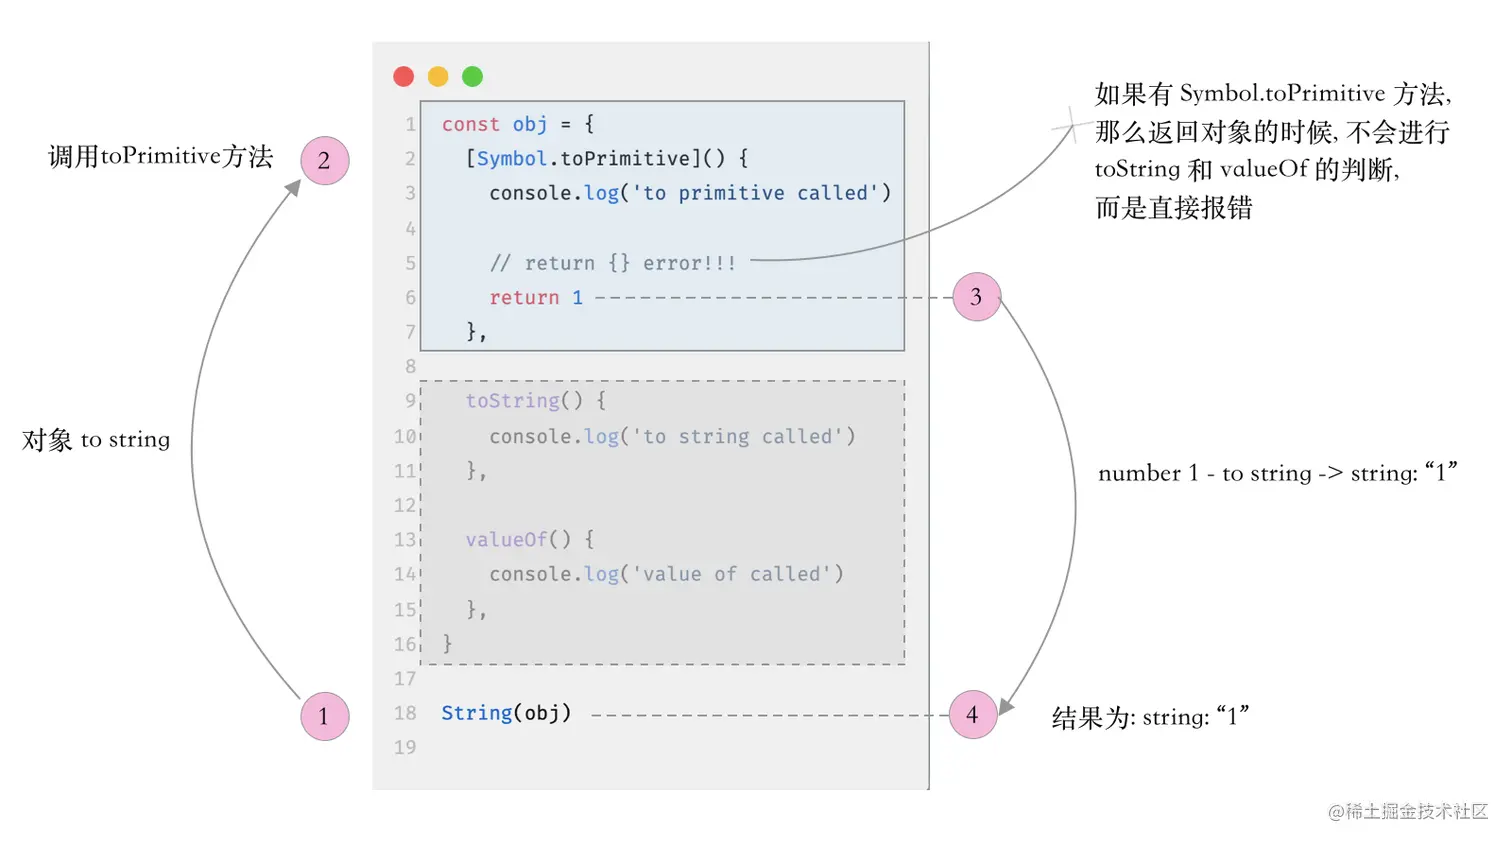 调用toPrimitive方法
2
对象 to string
1
1 const obj = {
2 [Symbol.toPrimitive]() {
3 console.log('to primitive called')
4
5 // return {} error!!!
6 return 1
7 },
8
9 toString() {
10 console.log('to string called')
11 },
12
13 valueOf() {
14 console.log('value of called')
15 },
16 }
17
18 String(obj)
19
如果有 Symbol.toPrimitive 方法,
那么返回对象的时候, 不会进行
toString 和 valueOf 的判断,
而是直接报错
3
number 1 - to string -> string: “1”
4
结果为: string: “1”
@稀土掘金技术社区